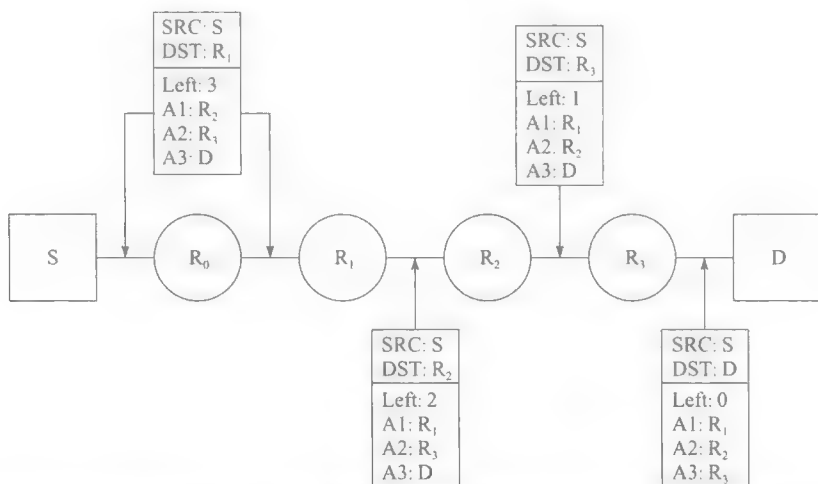 SRC: S
DST: R₁
Left: 3
A1: R₂
A2: R₃
A3: D
SRC: S
DST: R₃
Left: 1
A1: R₁
A2: R₂
A3: D
S
R₀
R₁
R₂
R₃
D
SRC: S
DST: R₂
Left: 2
A1: R₁
A2: R₃
A3: D
SRC: S
DST: D
Left: 0
A1: R₁
A2: R₂
A3: R₃